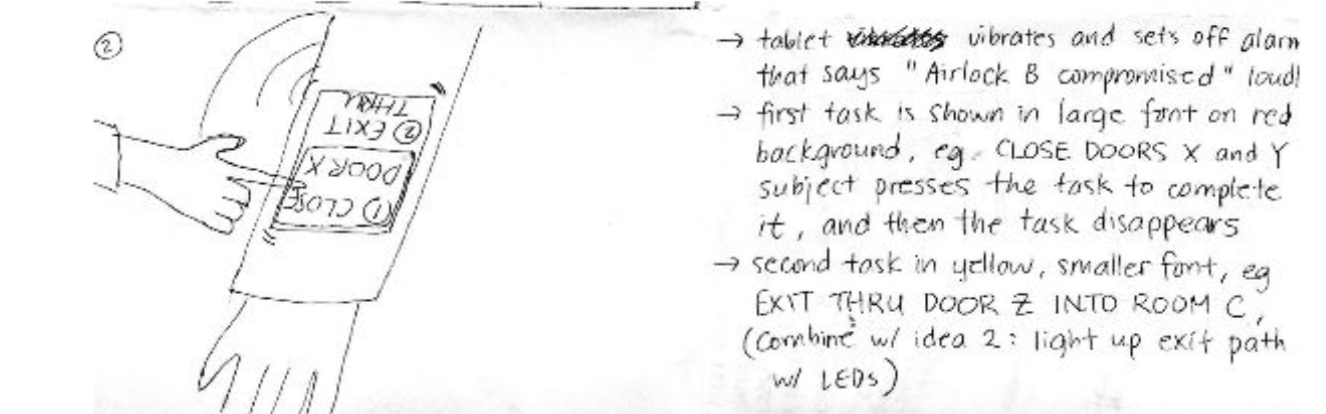 ②
(1) CLOSE
DOOR X
② EXIT
THRU
→ tablet vibrates and sets off alarm
that says "Airlock B compromised" loud
→ first task is shown in large font on red
background, eg. CLOSE DOORS X and Y
subject presses the task to complete
it, and then the task disappears
→ second task in yellow, smaller font, eg
EXIT THRU DOOR Z INTO ROOM C,
(combine w/ idea 2: light up exit path
w/ LEDs)